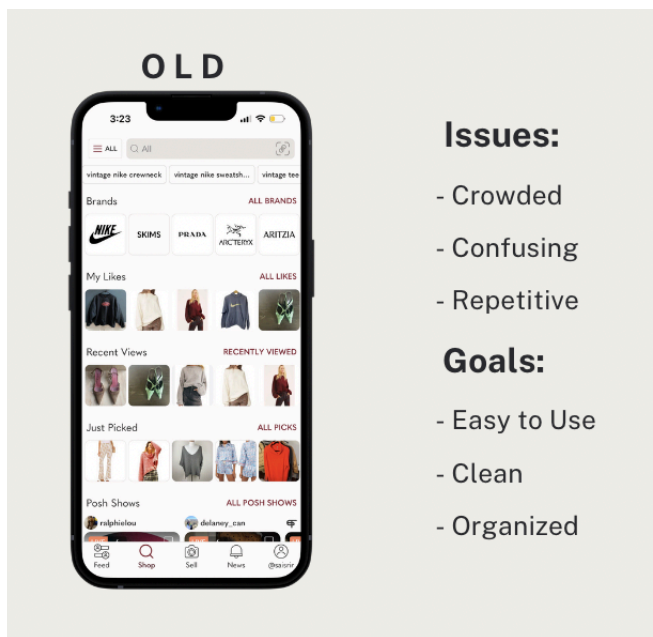 OLD
3:23
ALL
All
vintage nike crewneck
vintage nike sweatsh...
vintage tee
Brands
ALL BRANDS
NIKE
SKIMS
PRADA
ARC'TERYX
ARITZIA
My Likes
ALL LIKES
Recent Views
RECENTLY VIEWED
Just Picked
ALL PICKS
Posh Shows
ALL POSH SHOWS
ralphielou
delaney_can
Feed
Shop
Sell
News
@saisrir
Issues:
- Crowded
- Confusing
- Repetitive
Goals:
- Easy to Use
- Clean
- Organized